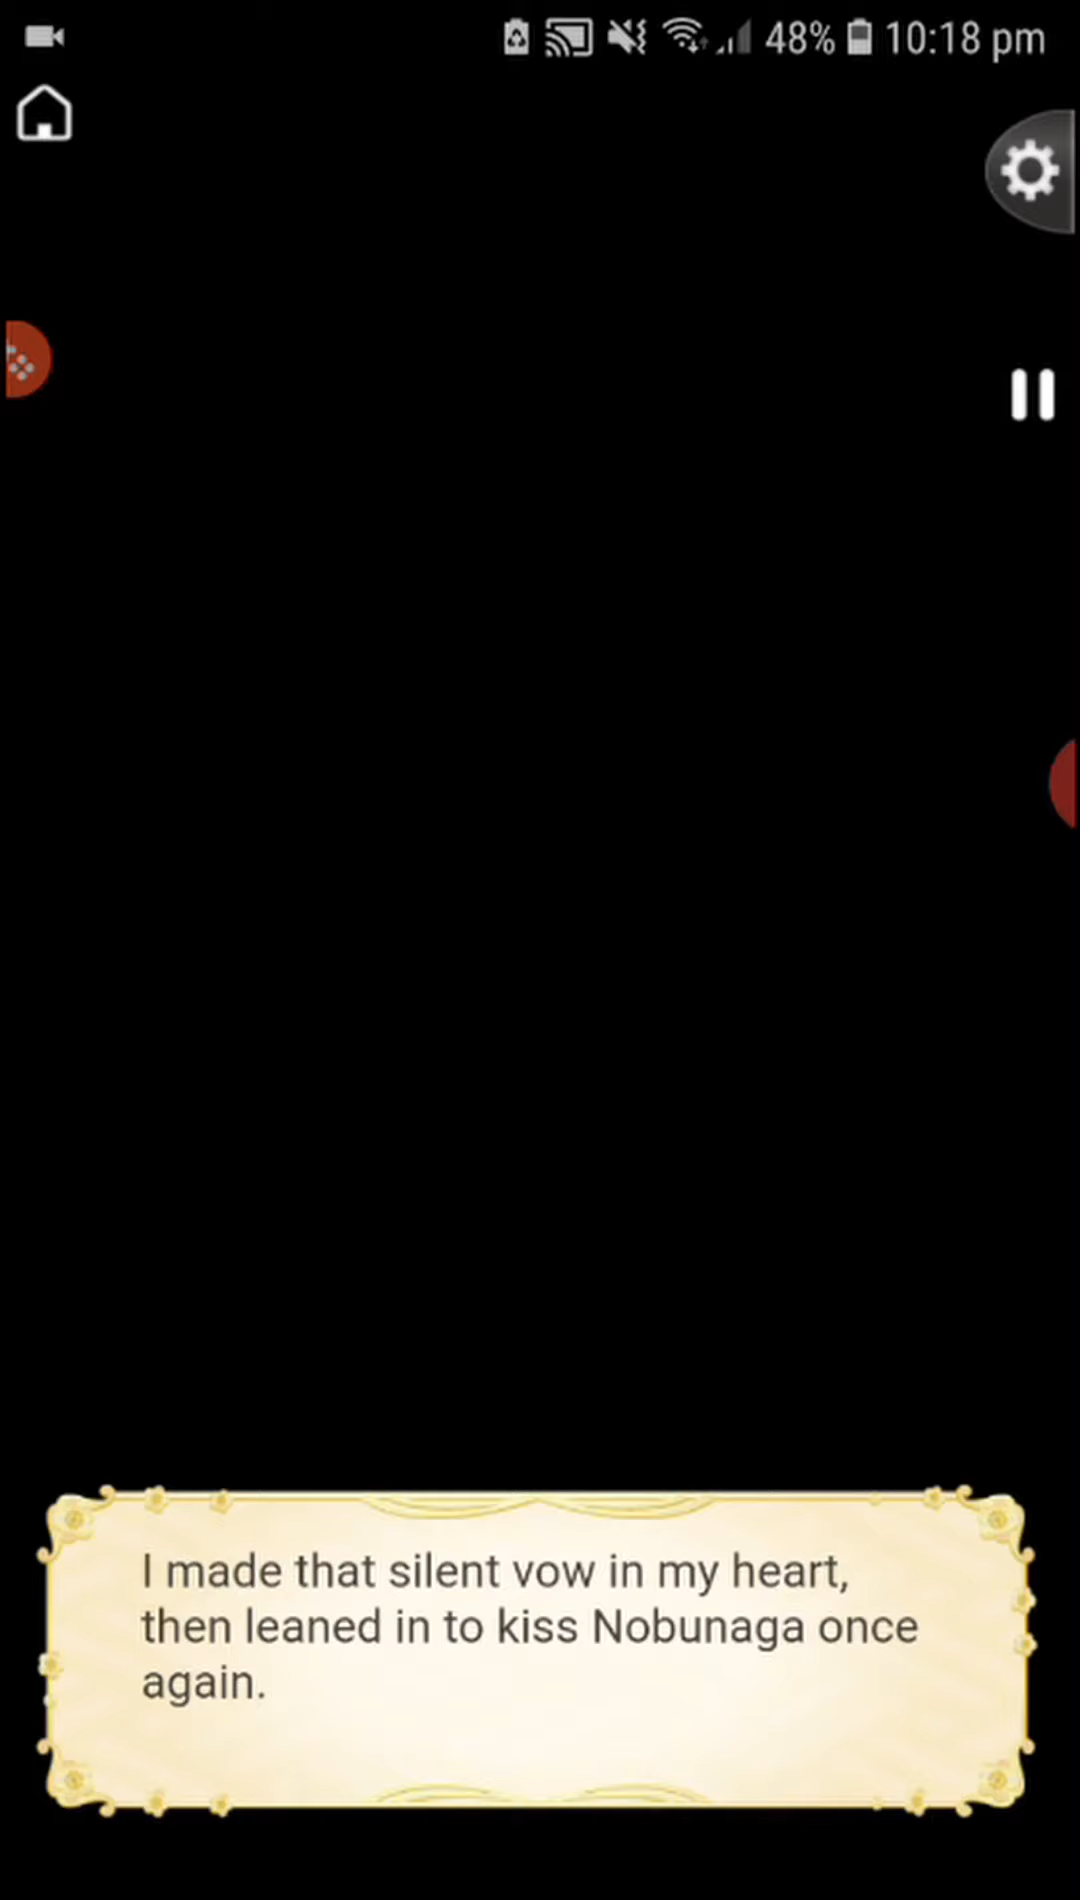 48% 10:18 pm
I made that silent vow in my heart,
then leaned in to kiss Nobunaga once
again.